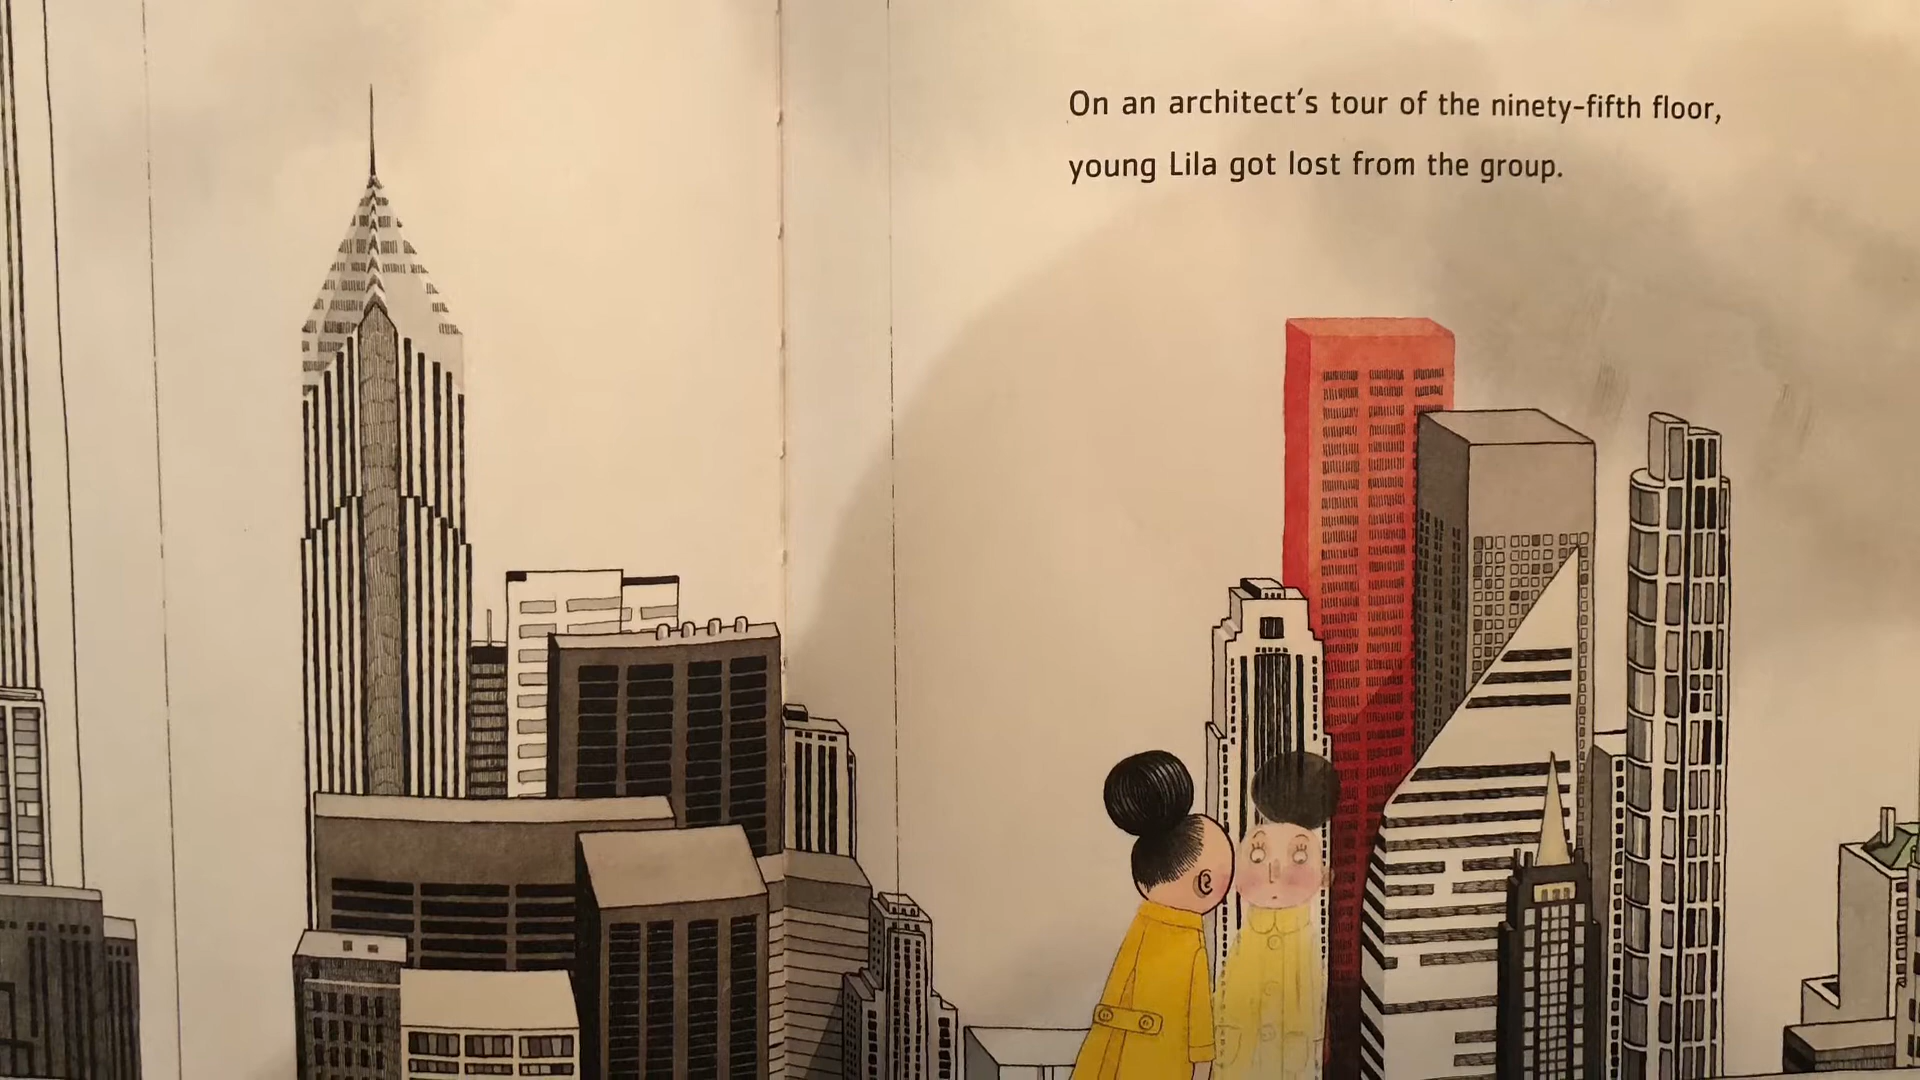 On an architect's tour of the ninety-fifth floor,
young Lila got lost from the group.